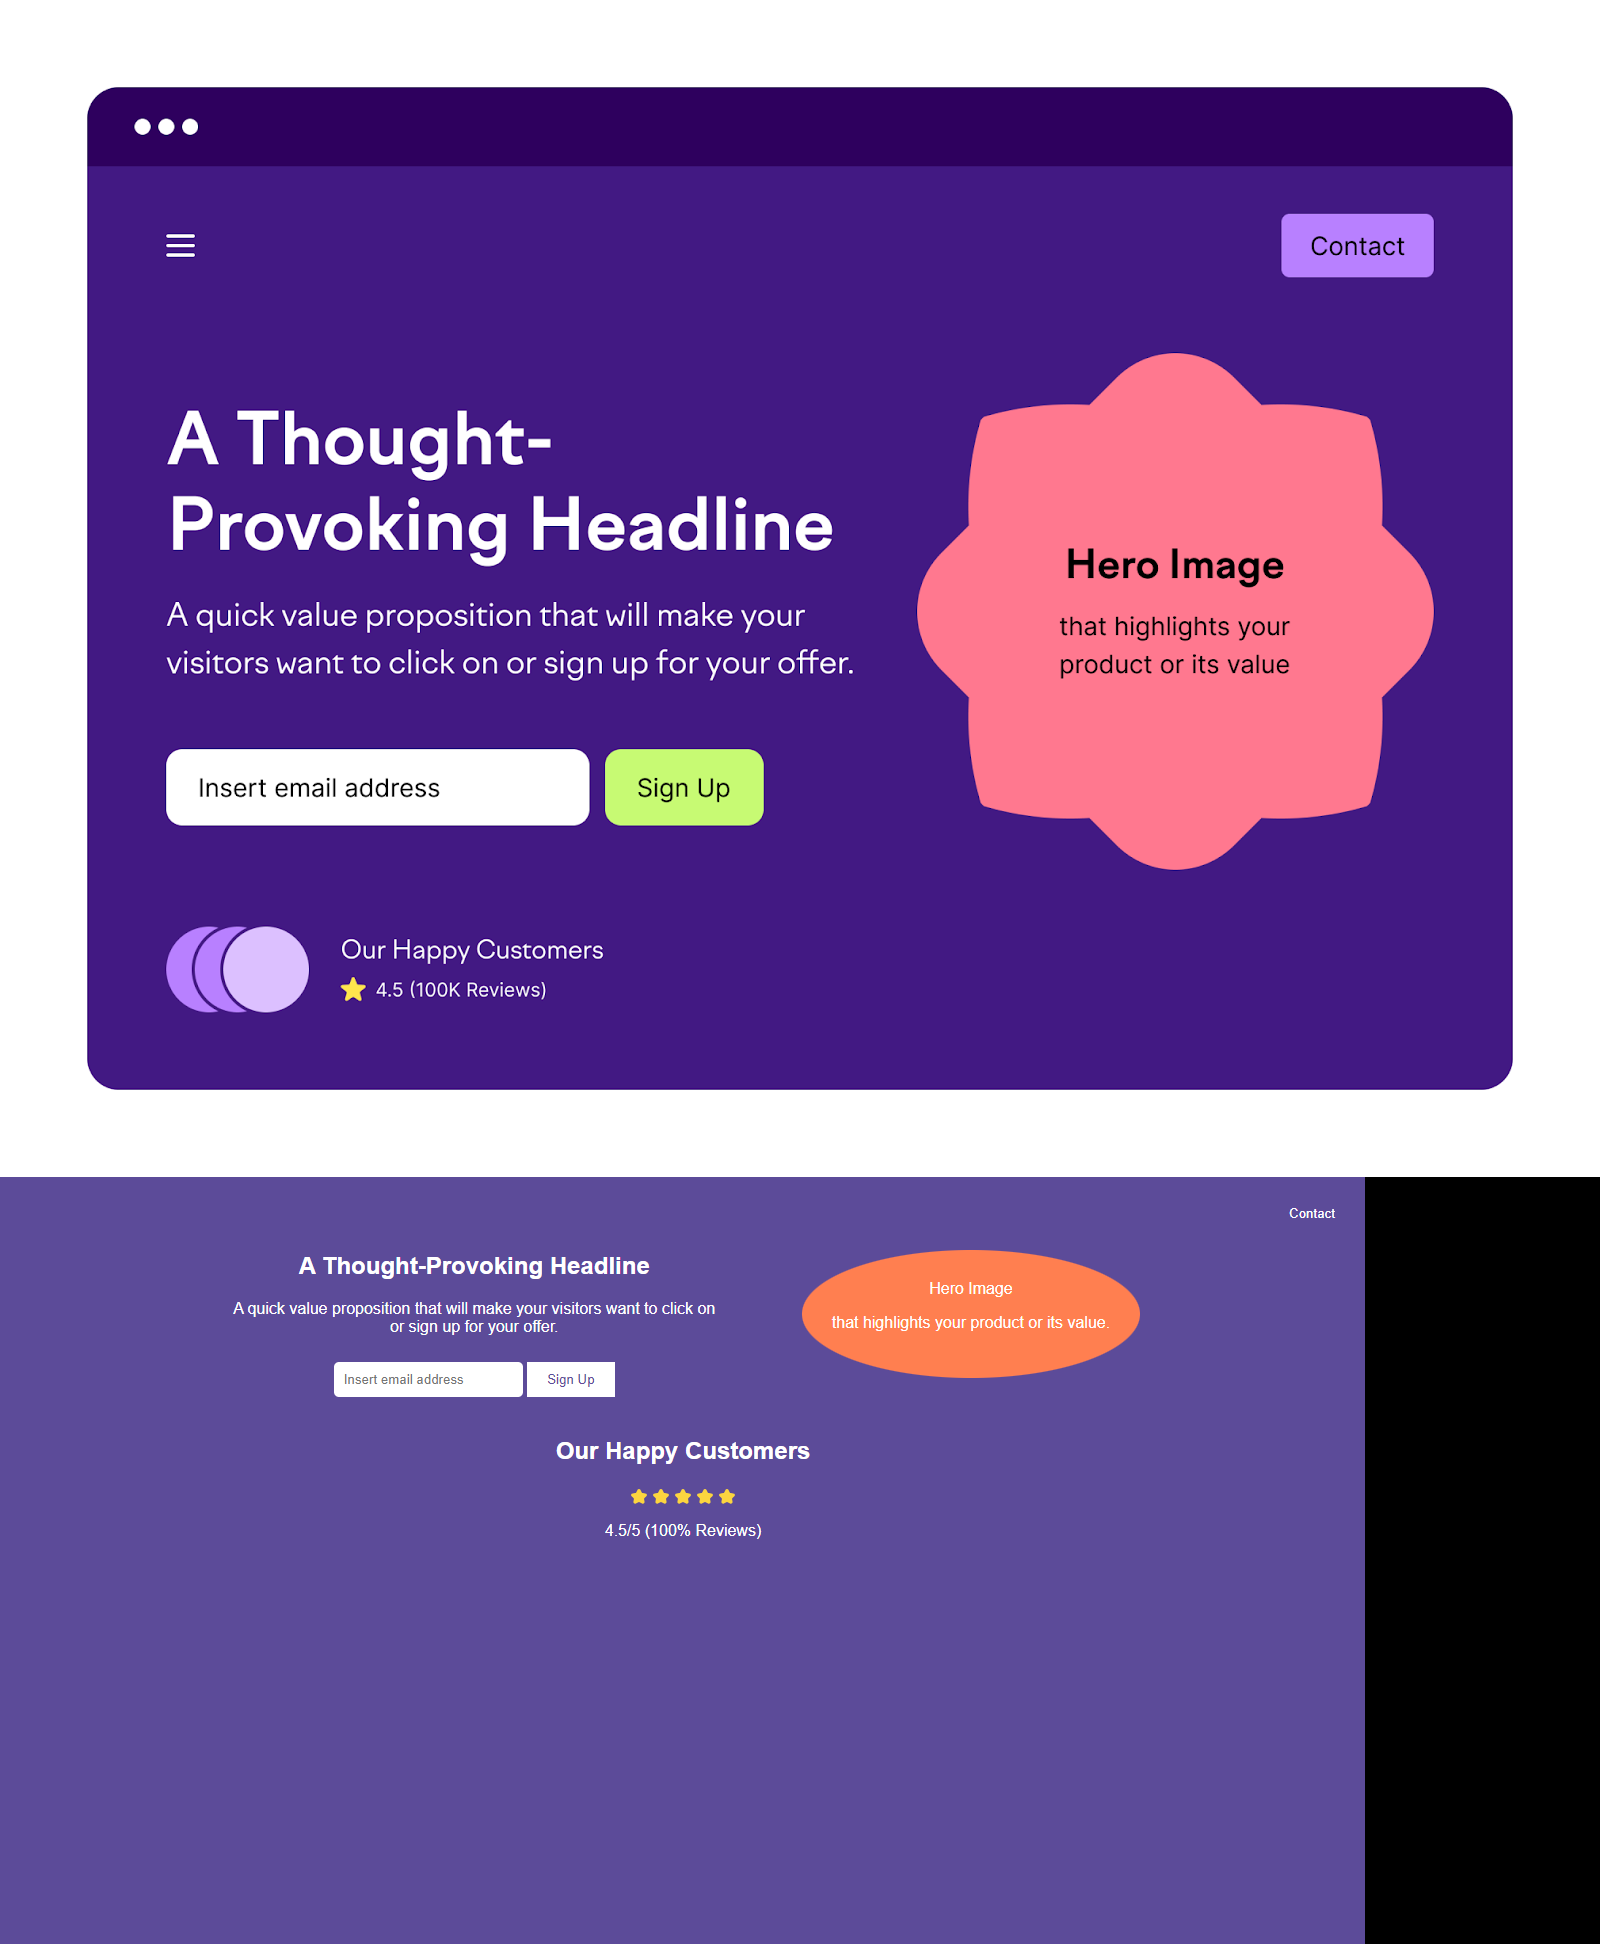 Contact
A Thought-
Provoking Headline
A quick value proposition that will make your
visitors want to click on or sign up for your offer.
Hero Image
that highlights your
product or its value
Insert email address
Sign Up
Our Happy Customers
4.5 (100K Reviews)
Contact
A Thought-Provoking Headline
A quick value proposition that will make your visitors want to click on
or sign up for your offer.
Hero Image
that highlights your product or its value.
Insert email address
Sign Up
Our Happy Customers
4.5/5 (100% Reviews)